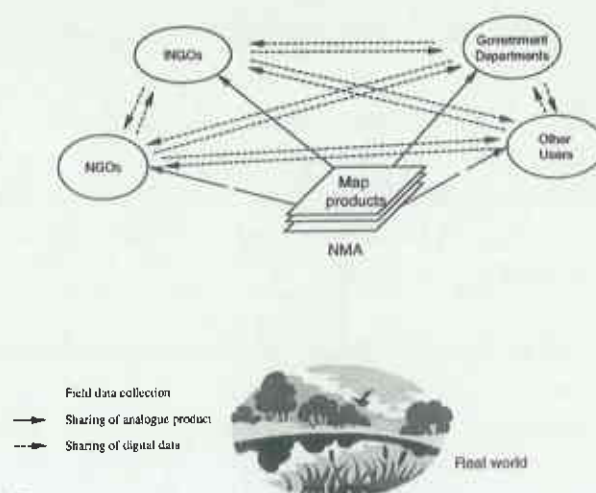 INGOs
Government
Departments
NGOs
Other
Users
Map
products
NMA
Field data collection
Sharing of analogue product
Sharing of digital data
Real world